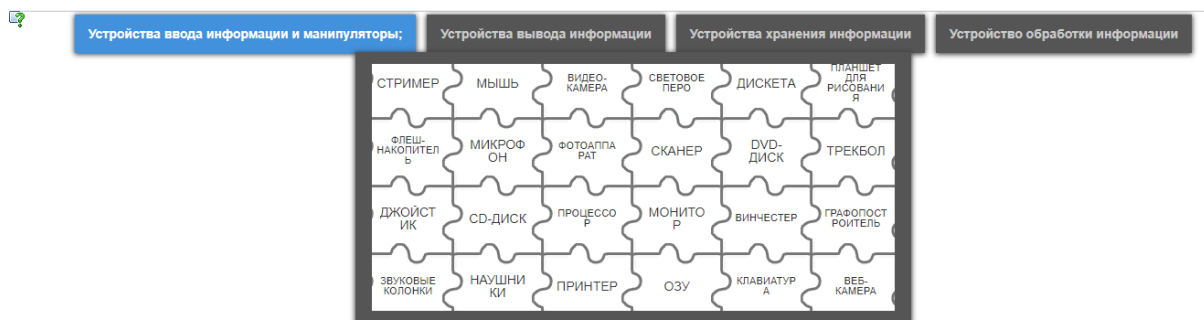 Устройства ввода информации и манипуляторы; Устройства вывода информации Устройства хранения информации Устройство обработки информации
СТРИМЕР
МЫШЬ
ВИДЕО-
КАМЕРА
СВЕТОВОЕ
ПЕРО
ДИСКЕТА
ПЛАНШЕТ
ДЛЯ
РИСОВАНИ
Я
ФЛЕШ-
НАКОПИТЕЛ
Ь
МИКРОФ
ОН
ФОТОАППА
РАТ
СКАНЕР
DVD-
ДИСК
ТРЕКБОЛ
ДЖОЙСТ
ИК
CD-ДИСК
ПРОЦЕССО
Р
МОНИТО
Р
ВИНЧЕСТЕР
ГРАФОПОСТ
РОИТЕЛЬ
ЗВУКОВЫЕ
КОЛОНКИ
НАУШНИ
КИ
ПРИНТЕР
ОЗУ
КЛАВИАТУР
А
ВЕБ-
КАМЕРА